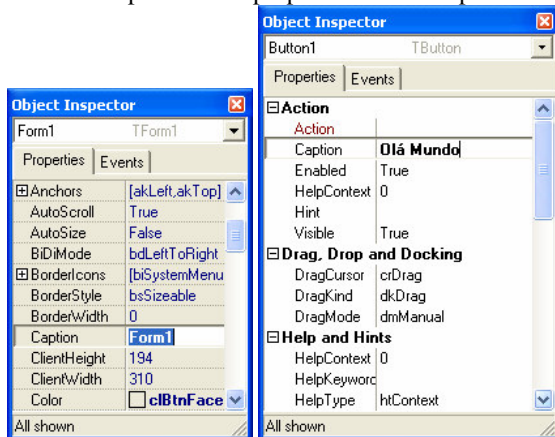 Object Inspector
Form1 TForm1
Properties Events
Anchors [akLeft,akTop]
AutoScroll True
AutoSize False
BiDiMode bdLeftToRight
BorderIcons [biSystemMenu
BorderStyle bsSizeable
BorderWidth 0
Caption Form1
ClientHeight 194
ClientWidth 310
Color clBtnFace
All shown
Object Inspector
Button1 TButton
Properties Events
Action
Action
Caption Olá Mundo
Enabled True
HelpContext 0
Hint
Visible True
Drag, Drop and Docking
DragCursor crDrag
DragKind dkDrag
DragMode dmManual
Help and Hints
HelpContext 0
HelpKeyword
HelpType htContext
All shown